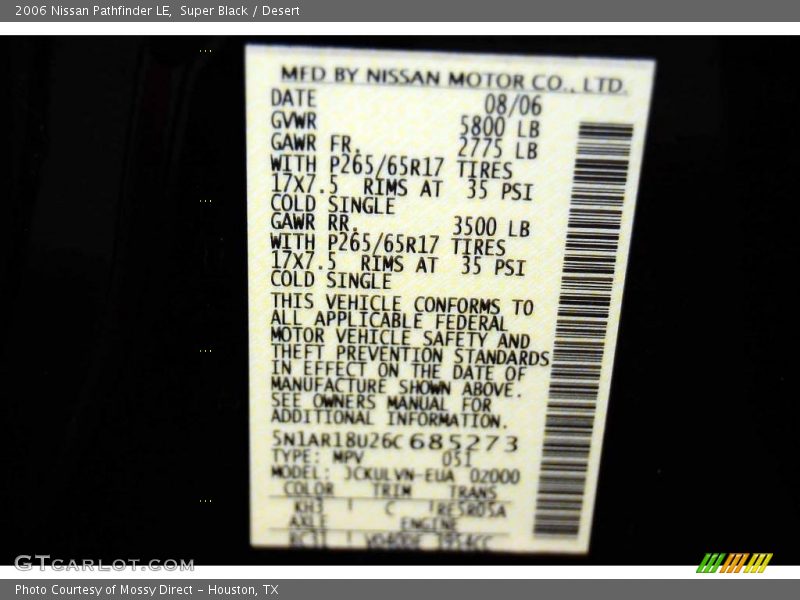 2006 Nissan Pathfinder LE, Super Black / Desert
MFD BY NISSAN MOTOR CO., LTD.
DATE 08/06
GVWR 5800 LB
GAWR FR. 2775 LB
WITH P265/65R17 TIRES
17X7.5 RIMS AT 35 PSI
COLD SINGLE
GAWR RR. 3500 LB
WITH P265/65R17 TIRES
17X7.5 RIMS AT 35 PSI
COLD SINGLE
THIS VEHICLE CONFORMS TO
ALL APPLICABLE FEDERAL
MOTOR VEHICLE SAFETY AND
THEFT PREVENTION STANDARDS
IN EFFECT ON THE DATE OF
MANUFACTURE SHOWN ABOVE.
SEE OWNERS MANUAL FOR
ADDITIONAL INFORMATION.
5N1AR18U26C 685273
TYPE: MPV 051
MODEL: JCKULVN-EUA 02000
COLOR TRIM TRANS
KH3 C RE5R05A
AXLE ENGINE
GTCARLOT.COM
Photo Courtesy of Mossy Direct - Houston, TX